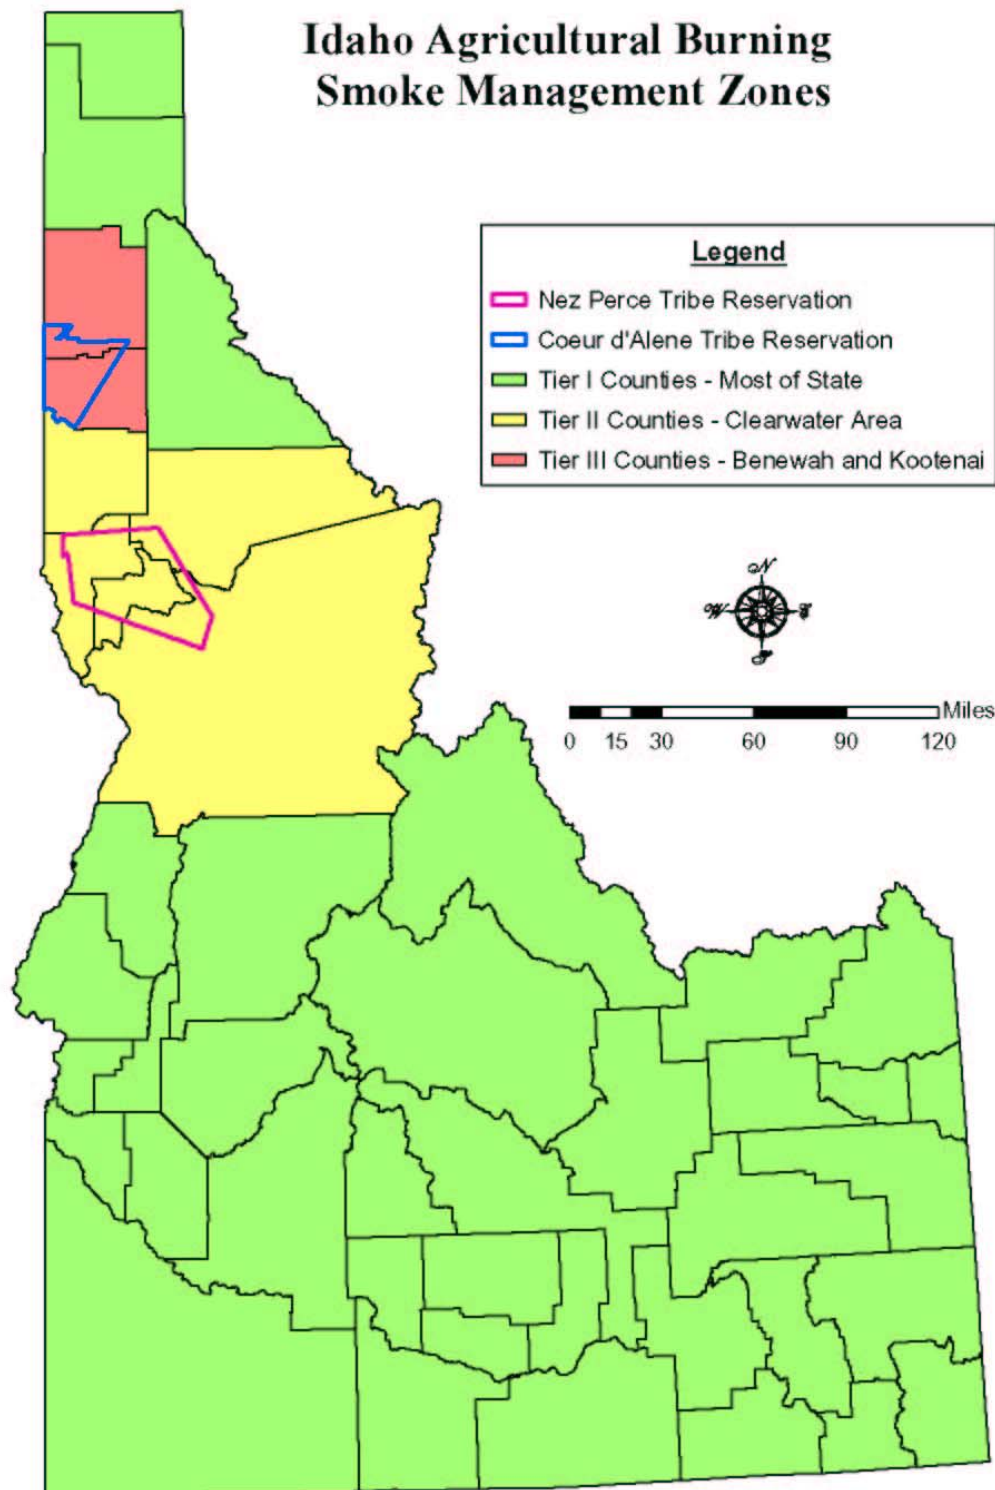 Idaho Agricultural Burning
Smoke Management Zones
Legend
Nez Perce Tribe Reservation
Coeur d'Alene Tribe Reservation
Tier I Counties - Most of State
Tier II Counties - Clearwater Area
Tier III Counties - Benewah and Kootenai
N
W E
S
Miles
0 15 30 60 90 120